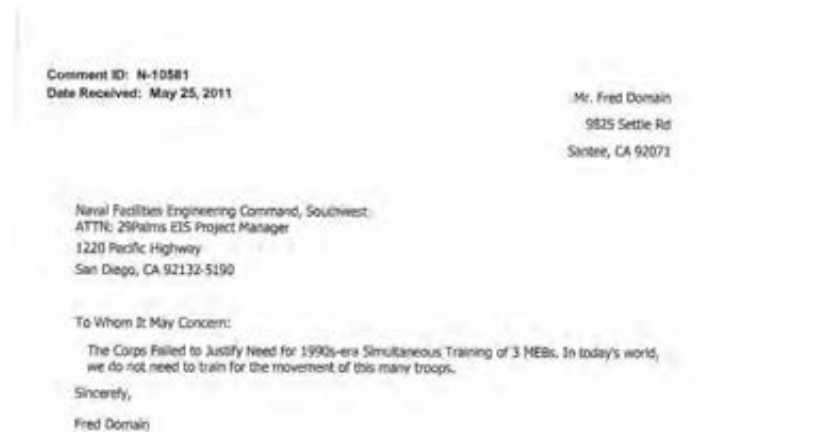 Comment ID: N-10581
Date Received: May 25, 2011
Mr. Fred Domain
9825 Settle Rd
Santee, CA 92071
Naval Facilities Engineering Command, Southwest
ATTN: 29Palms EIS Project Manager
1220 Pacific Highway
San Diego, CA 92132-5190
To Whom It May Concern:
The Corps Failed to Justify Need for 1990s-era Simultaneous Training of 3 MEBs. In today's world,
we do not need to train for the movement of this many troops.
Sincerely,
Fred Domain